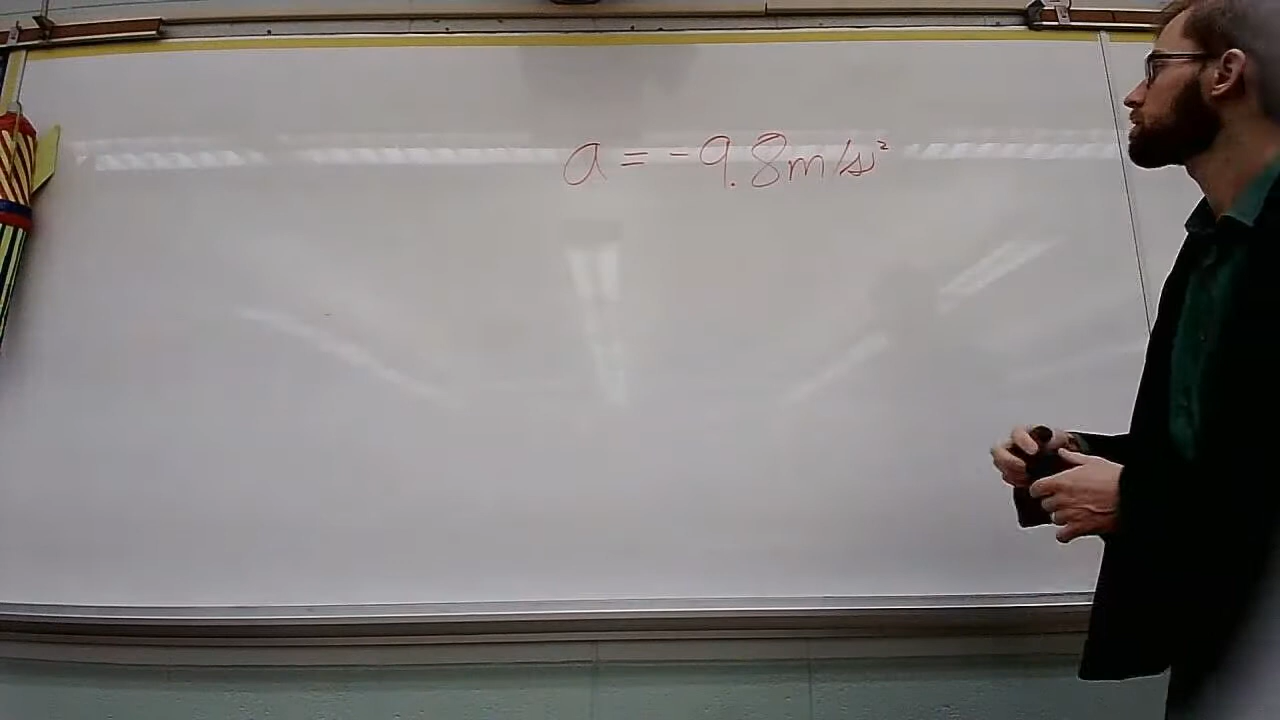 a = -9.8m/s²